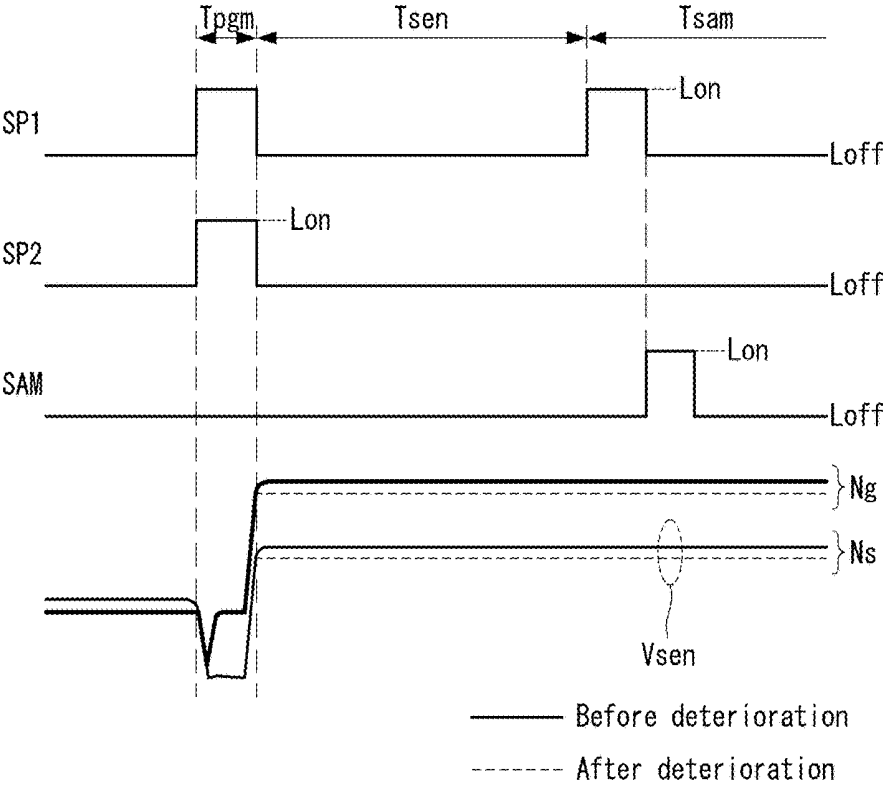 Tpgm Tsen Tsam
Lon
SP1
Loff
Lon
SP2
Loff
Lon
SAM
Loff
Ng
Ns
Vsen
Before deterioration
After deterioration